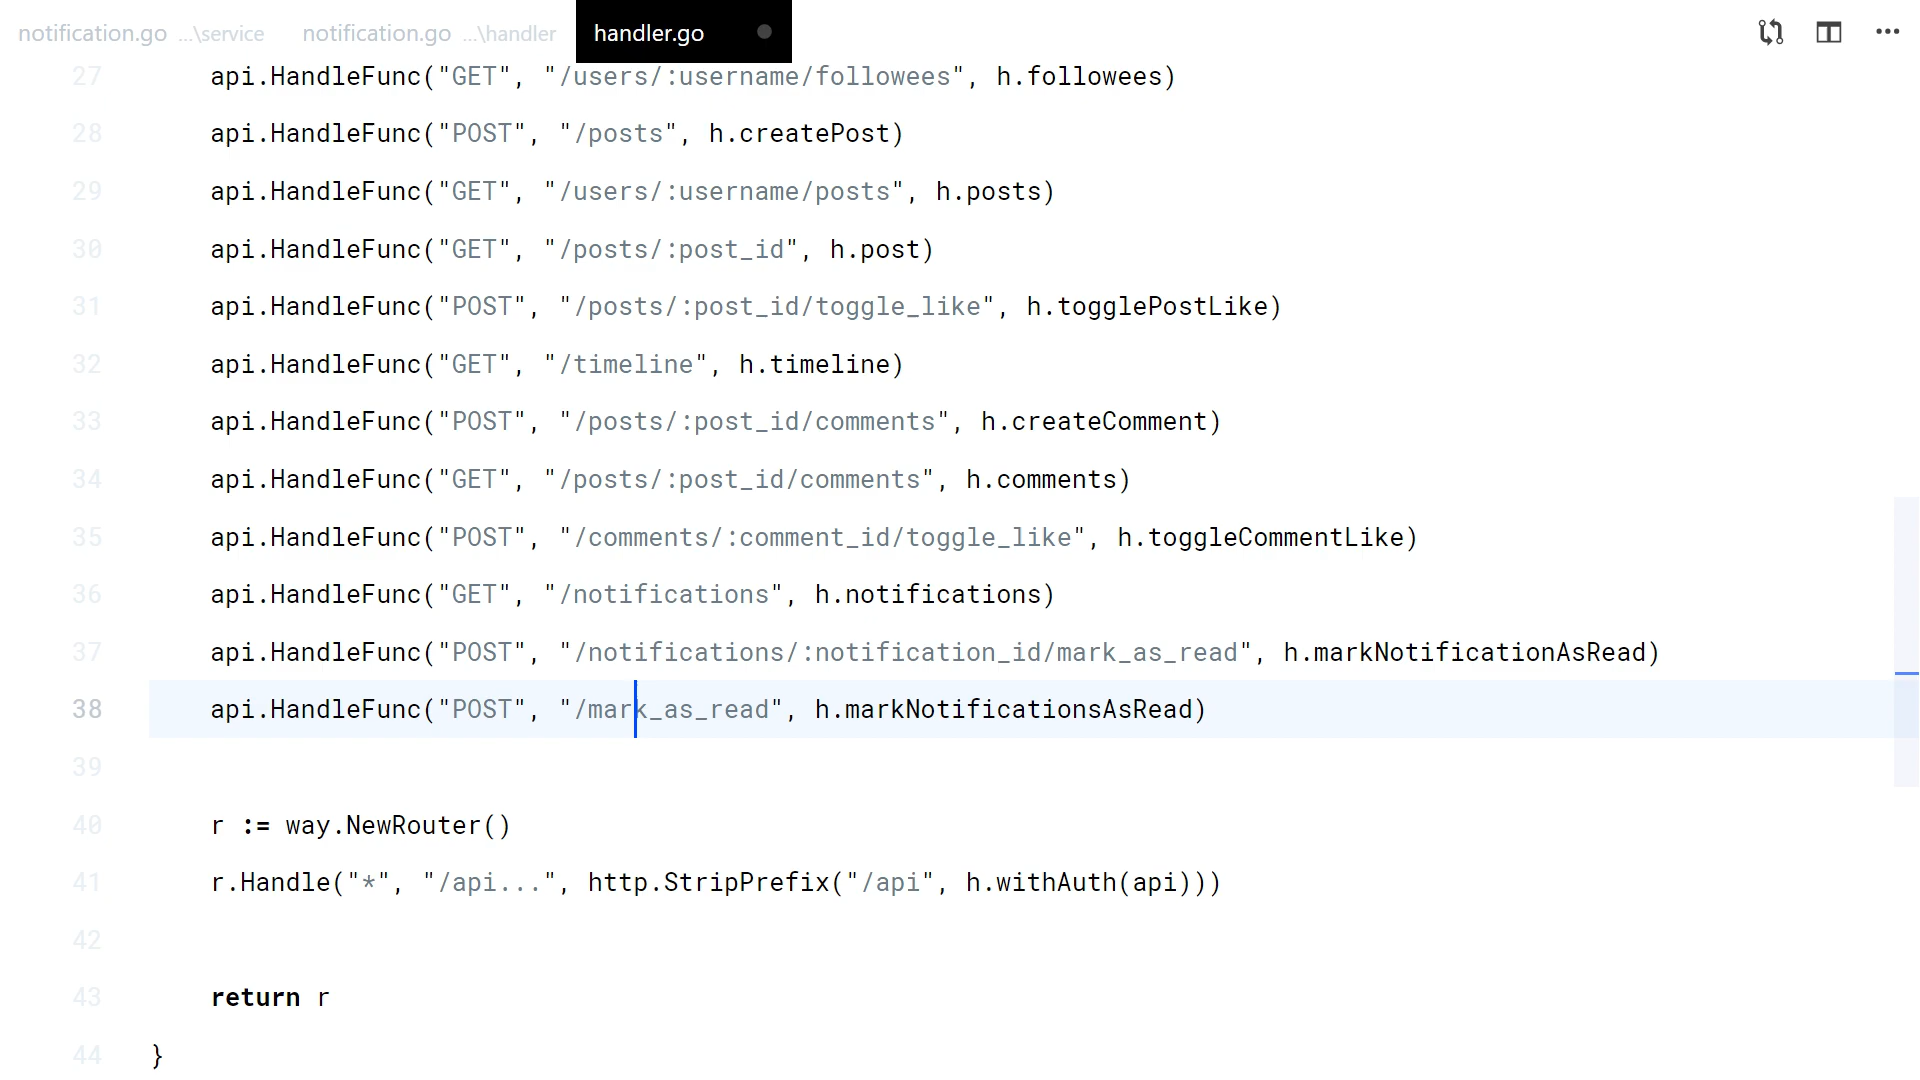 notification.go ...\service notification.go ...\handler handler.go
27 api.HandleFunc("GET", "/users/:username/followees", h.followees)
28 api.HandleFunc("POST", "/posts", h.createPost)
29 api.HandleFunc("GET", "/users/:username/posts", h.posts)
30 api.HandleFunc("GET", "/posts/:post_id", h.post)
31 api.HandleFunc("POST", "/posts/:post_id/toggle_like", h.togglePostLike)
32 api.HandleFunc("GET", "/timeline", h.timeline)
33 api.HandleFunc("POST", "/posts/:post_id/comments", h.createComment)
34 api.HandleFunc("GET", "/posts/:post_id/comments", h.comments)
35 api.HandleFunc("POST", "/comments/:comment_id/toggle_like", h.toggleCommentLike)
36 api.HandleFunc("GET", "/notifications", h.notifications)
37 api.HandleFunc("POST", "/notifications/:notification_id/mark_as_read", h.markNotificationAsRead)
38 api.HandleFunc("POST", "/mark_as_read", h.markNotificationsAsRead)
39
40 r := way.NewRouter()
41 r.Handle("*", "/api...", http.StripPrefix("/api", h.withAuth(api)))
42
43 return r
44 }